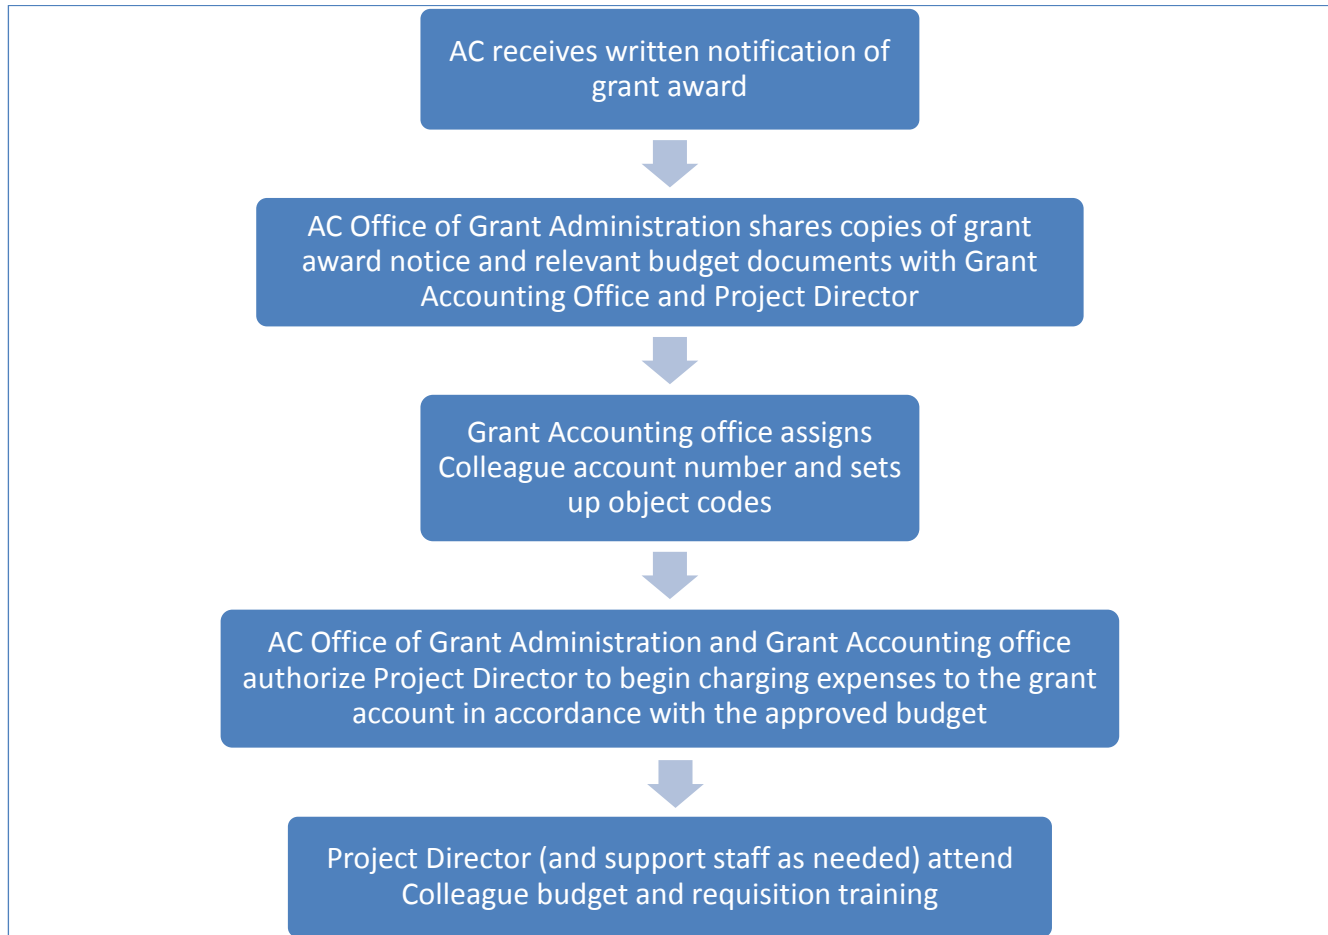 AC receives written notification of
grant award
AC Office of Grant Administration shares copies of grant
award notice and relevant budget documents with Grant
Accounting Office and Project Director
Grant Accounting office assigns
Colleague account number and sets
up object codes
AC Office of Grant Administration and Grant Accounting office
authorize Project Director to begin charging expenses to the grant
account in accordance with the approved budget
Project Director (and support staff as needed) attend
Colleague budget and requisition training